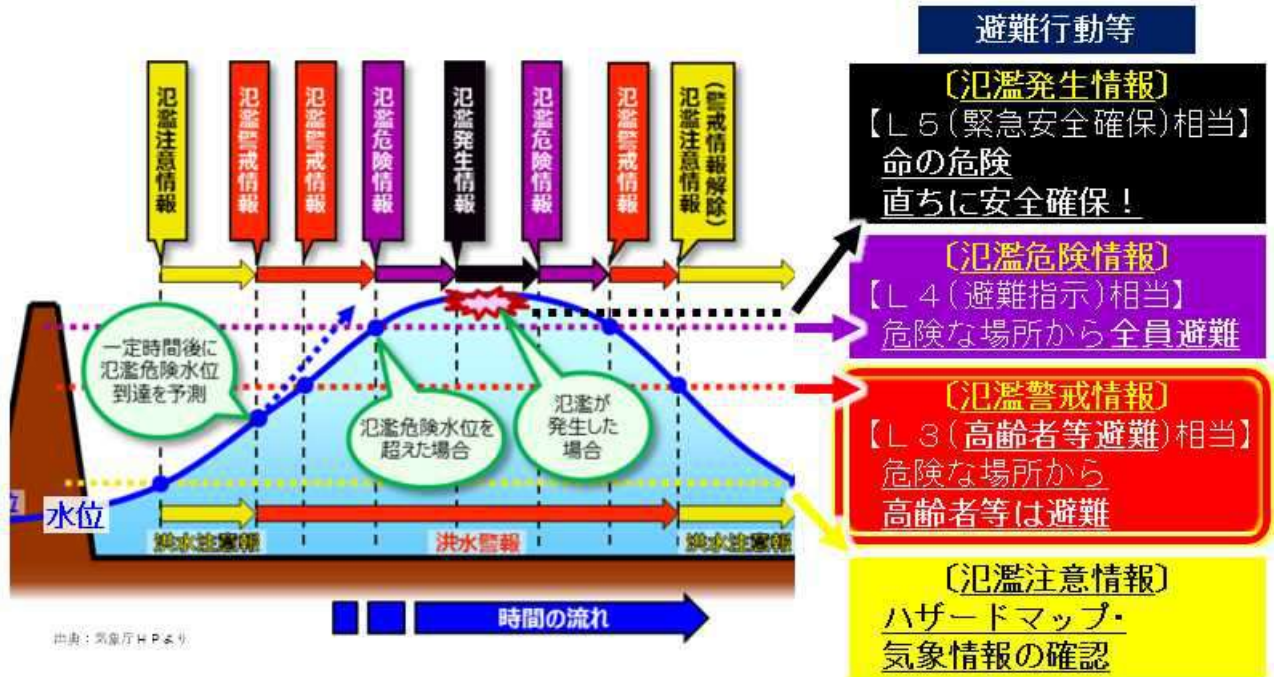 避難行動等
氾濫注意情報
氾濫警戒情報
氾濫警戒情報
氾濫危険情報
氾濫発生情報
氾濫危険情報
氾濫警戒情報
氾濫注意情報
(警戒情報解除)
一定時間後に
氾濫危険水位
到達を予測
氾濫危険水位を
超えた場合
氾濫が
発生した
場合
位
水位
洪水注意報
洪水警報
洪水注意報
時間の流れ
出典：気象庁HPより
〔氾濫発生情報〕
【L5(緊急安全確保)相当】
命の危険
直ちに安全確保！
〔氾濫危険情報〕
【L4(避難指示)相当】
危険な場所から全員避難
〔氾濫警戒情報〕
【L3(高齢者等避難)相当】
危険な場所から
高齢者等は避難
〔氾濫注意情報〕
ハザードマップ・
気象情報の確認